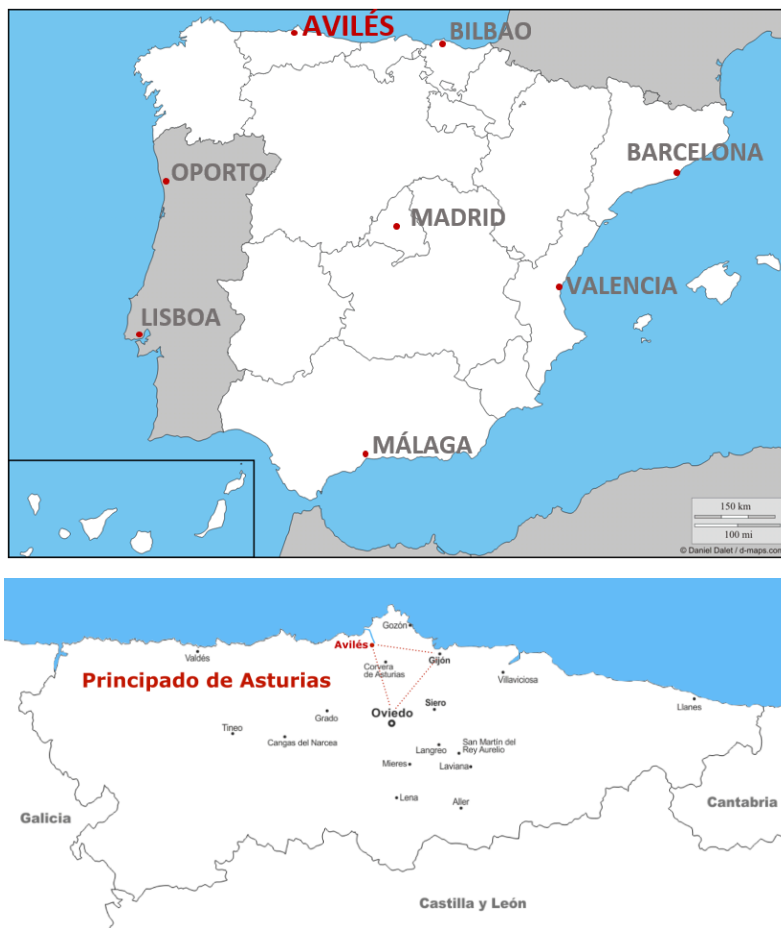 AVILÉS
BILBAO
BARCELONA
OPORTO
MADRID
VALENCIA
LISBOA
MÁLAGA
150 km
100 mi
© Daniel Dalet / d-maps.com
Gozón
Avilés
Valdés
Gijón
Corvera
de Asturias
Principado de Asturias
Villaviciosa
Siero
Llanes
Oviedo
Grado
Tineo
Cangas del Narcea
Langreo
San Martín del
Rey Aurelio
Mieres
Laviana
Lena
Aller
Galicia
Cantabria
Castilla y León